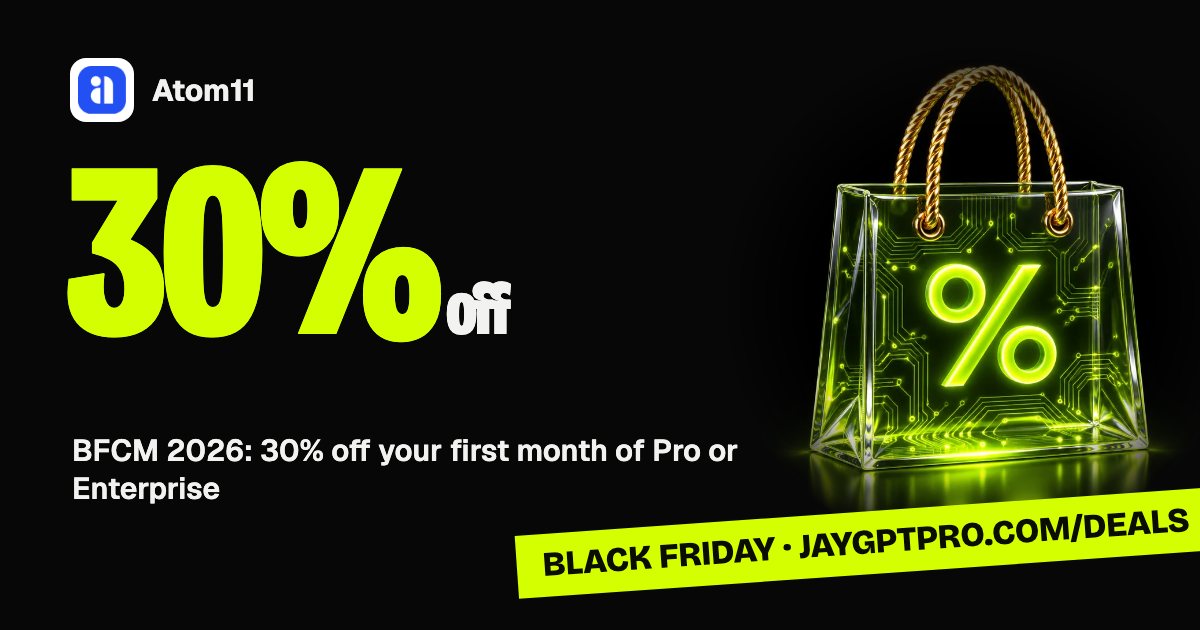 a Atom11
30% off
BFCM 2026: 30% off your first month of Pro or
Enterprise
%
BLACK FRIDAY · JAYGPTPRO.COM/DEALS